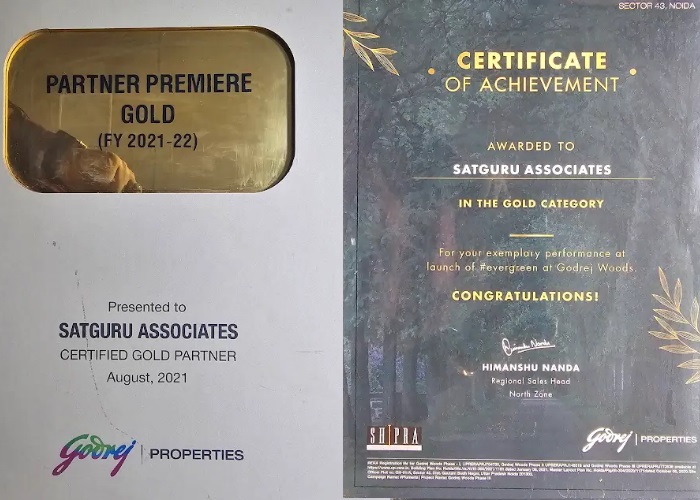 PARTNER PREMIERE
GOLD
(FY 2021-22)
Presented to
SATGURU ASSOCIATES
CERTIFIED GOLD PARTNER
August, 2021
Godrej | PROPERTIES
SECTOR 43, NOIDA
CERTIFICATE
OF ACHIEVEMENT
AWARDED TO
SATGURU ASSOCIATES
IN THE GOLD CATEGORY
For your exemplary performance at
launch of #evergreen at Godrej Woods.
CONGRATULATIONS!
HIMANSHU NANDA
Regional Sales Head
North Zone
SHIPRA
Godrej | PROPERTIES